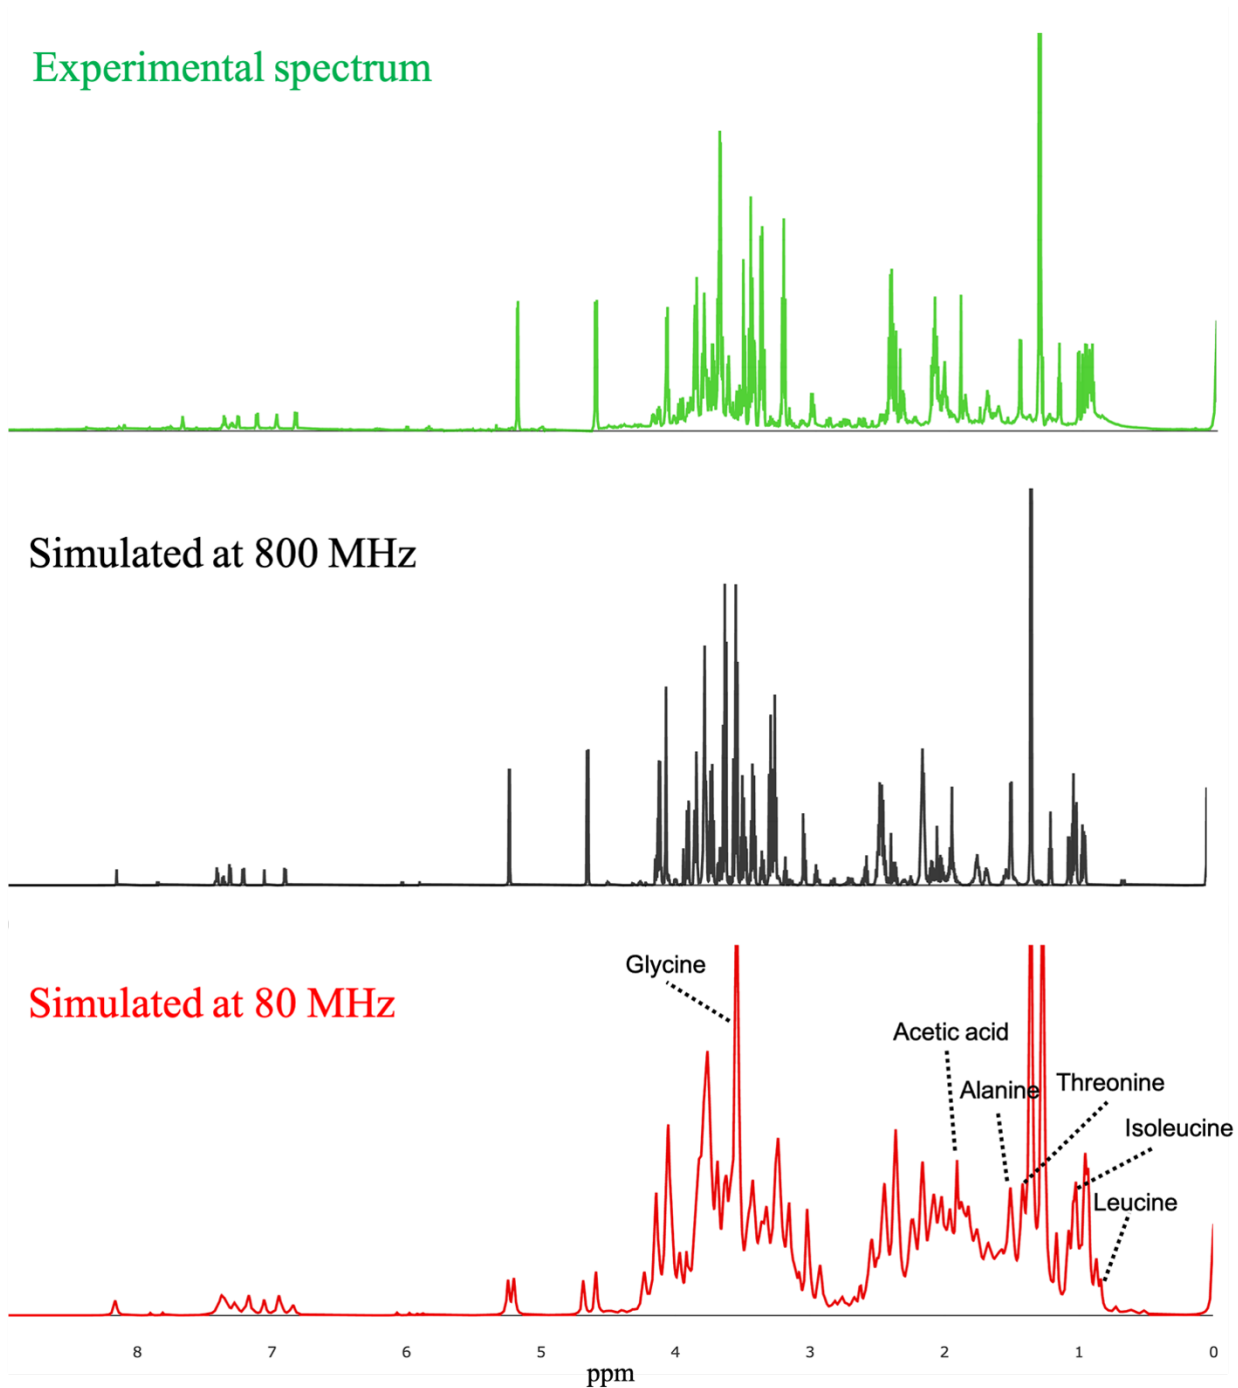 Experimental spectrum
Simulated at 800 MHz
Simulated at 80 MHz
Glycine
Acetic acid
Alanine
Threonine
Isoleucine
Leucine
8 7 6 5 4 3 2 1 0
ppm